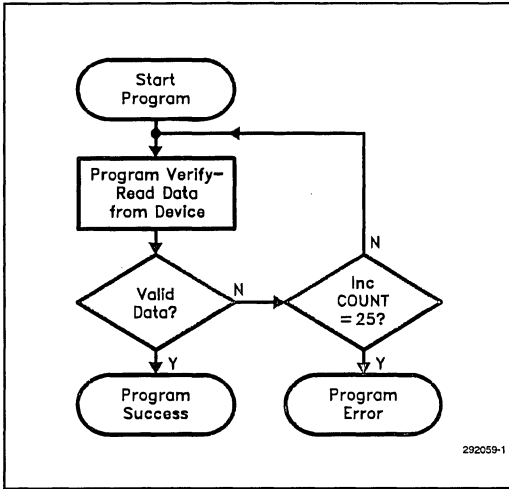 Start
Program
Program Verify–
Read Data
from Device
N
Valid
Data?
N
Inc
COUNT
= 25?
Y
Y
Program
Success
Program
Error
292059-1